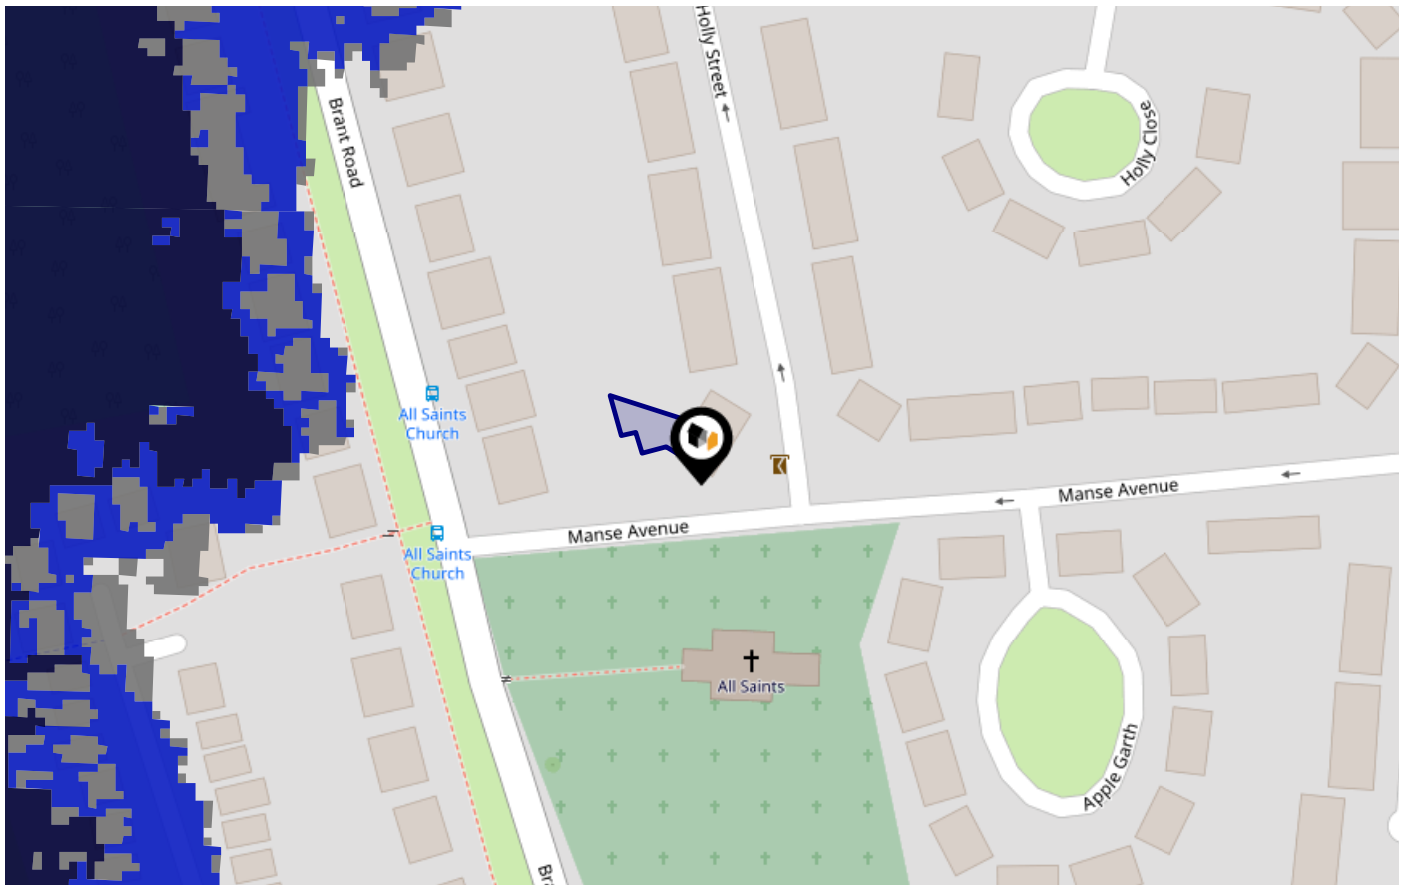 Holly Street
Brant Road
Holly Close
All Saints
Church
Manse Avenue
Manse Avenue
All Saints
Church
All Saints
Apple Garth
Bra